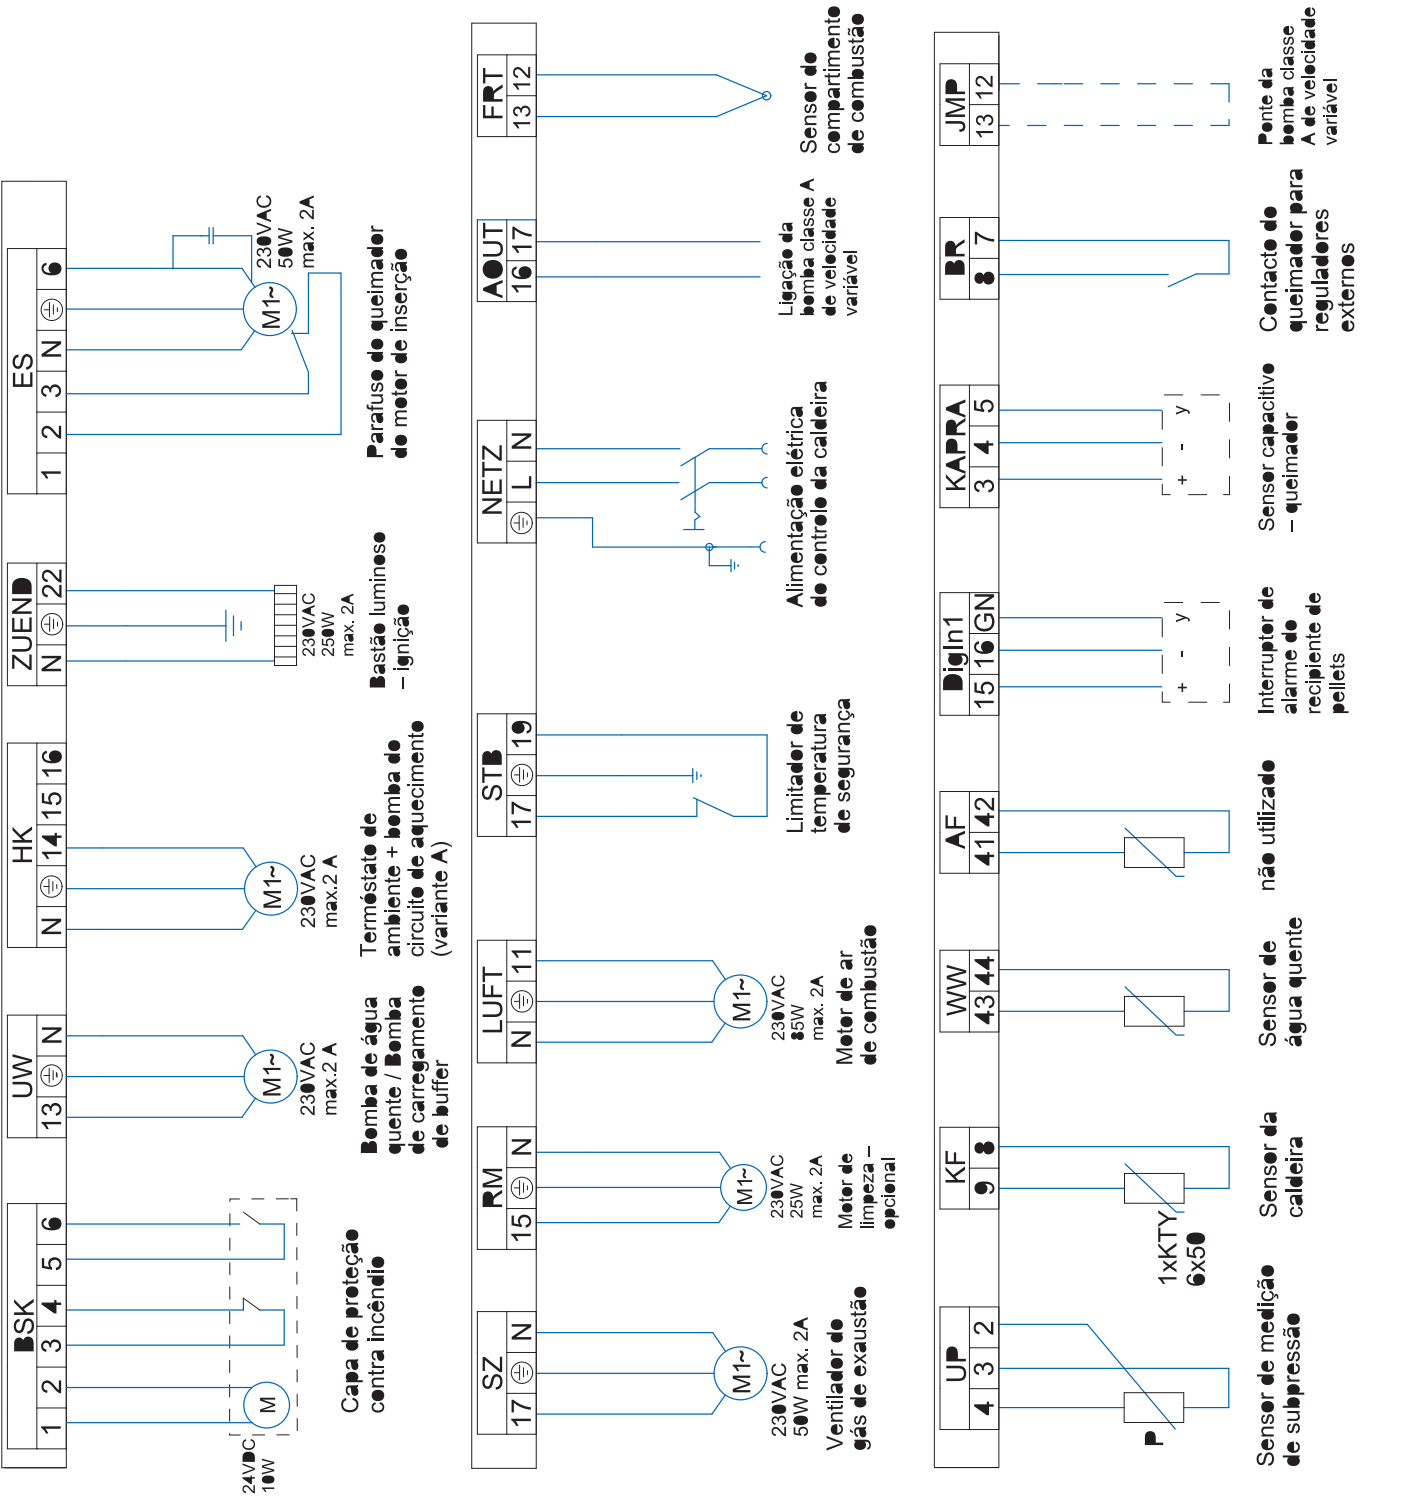 BSK
1 2 3 4 5 6
24VDC
10W
M
Capa de proteção
contra incêndio
UW
13 N
M1~
230VAC
max.2 A
Bomba de água
quente / Bomba
de carregamento
de buffer
HK
N 14 15 16
M1~
230VAC
max.2 A
Termóstato de
ambiente + bomba do
circuito de aquecimento
(variante A)
ZUEND
N 22
230VAC
250W
max. 2A
Bastão luminoso
– ignição
ES
1 2 3 N 6
M1~
230VAC
50W
max. 2A
Parafuso do queimador
do motor de inserção
SZ
17 N
M1~
230VAC
50W max. 2A
Ventilador do
gás de exaustão
RM
15 N
M1~
230VAC
25W
max. 2A
Motor de
limpeza –
opcional
LUFT
N 11
M1~
230VAC
85W
max. 2A
Motor de ar
de combustão
STB
17 19
Limitador de
temperatura
de segurança
NETZ
L N
Alimentação elétrica
do controlo da caldeira
AOUT
16 17
Ligação da
bomba classe A
de velocidade
variável
FRT
13 12
Sensor do
compartimento
de combustão
UP
4 3 2
P
Sensor de medição
de subpressão
KF
9 8
1xKTY
6x50
Sensor da
caldeira
WW
43 44
Sensor de
água quente
AF
41 42
não utilizado
DigIn1
15 16 GN
+ - y
Interruptor de
alarme do
recipiente de
pellets
KAPRA
3 4 5
+ - y
Sensor capacitivo
– queimador
BR
8 7
Contacto do
queimador para
reguladores
externos
JMP
13 12
Ponte da
bomba classe
A de velocidade
variável